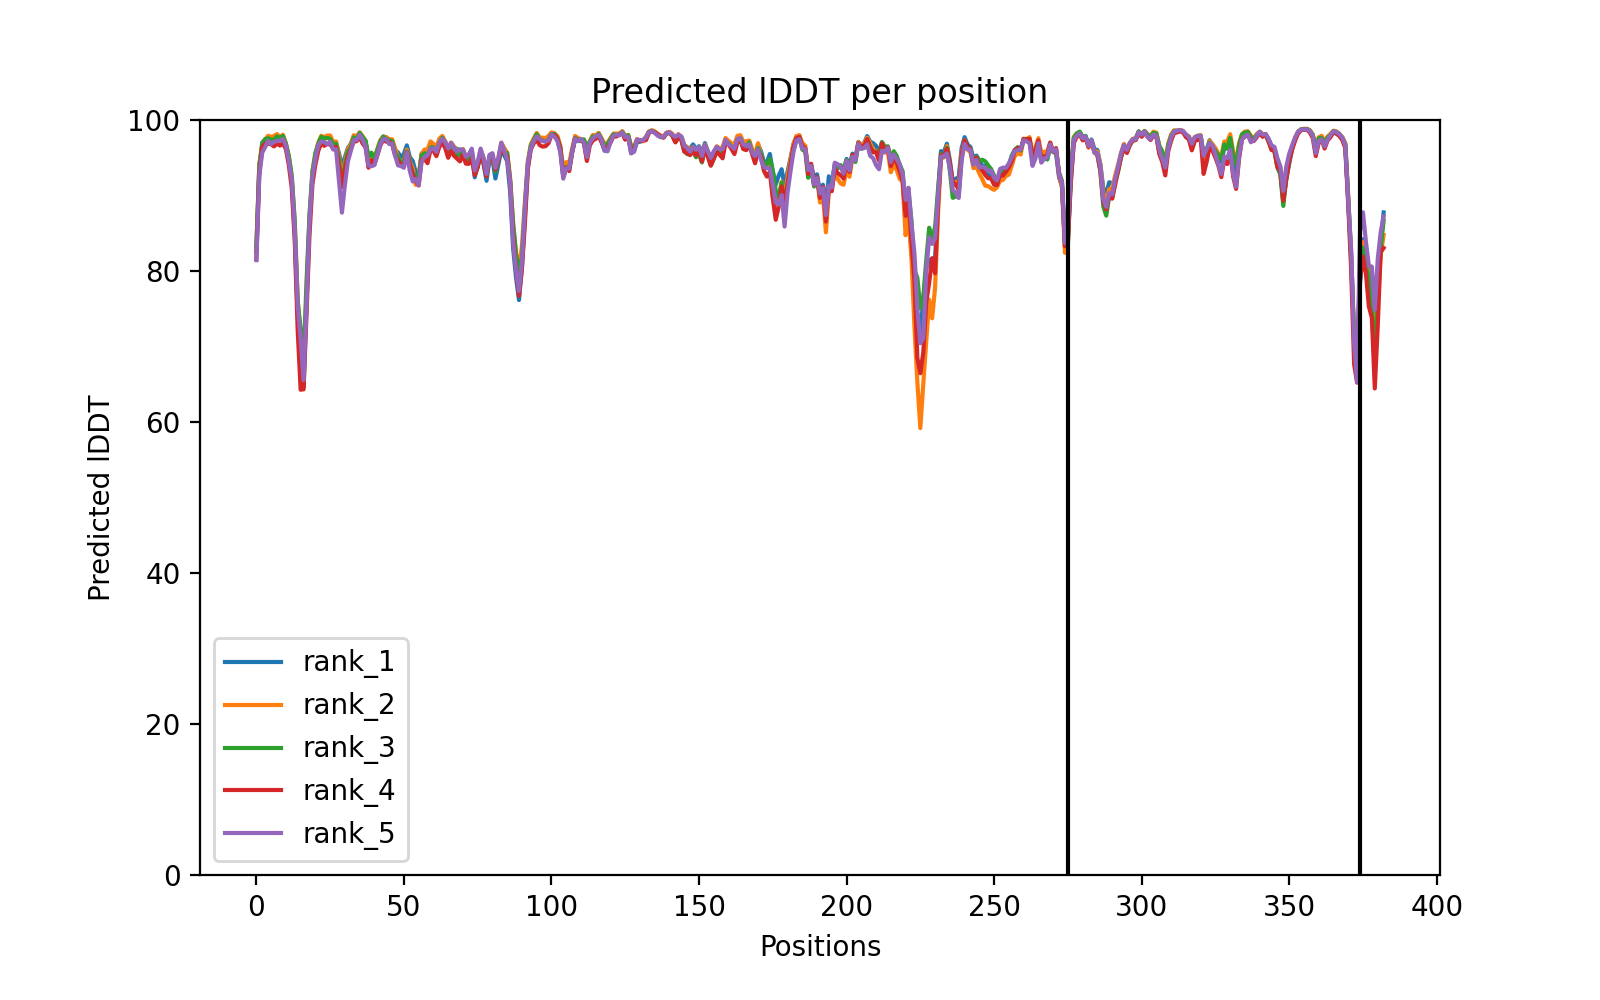 Predicted lDDT per position
100
80
60
40
20
0
Predicted lDDT
rank_1
rank_2
rank_3
rank_4
rank_5
0 50 100 150 200 250 300 350 400
Positions